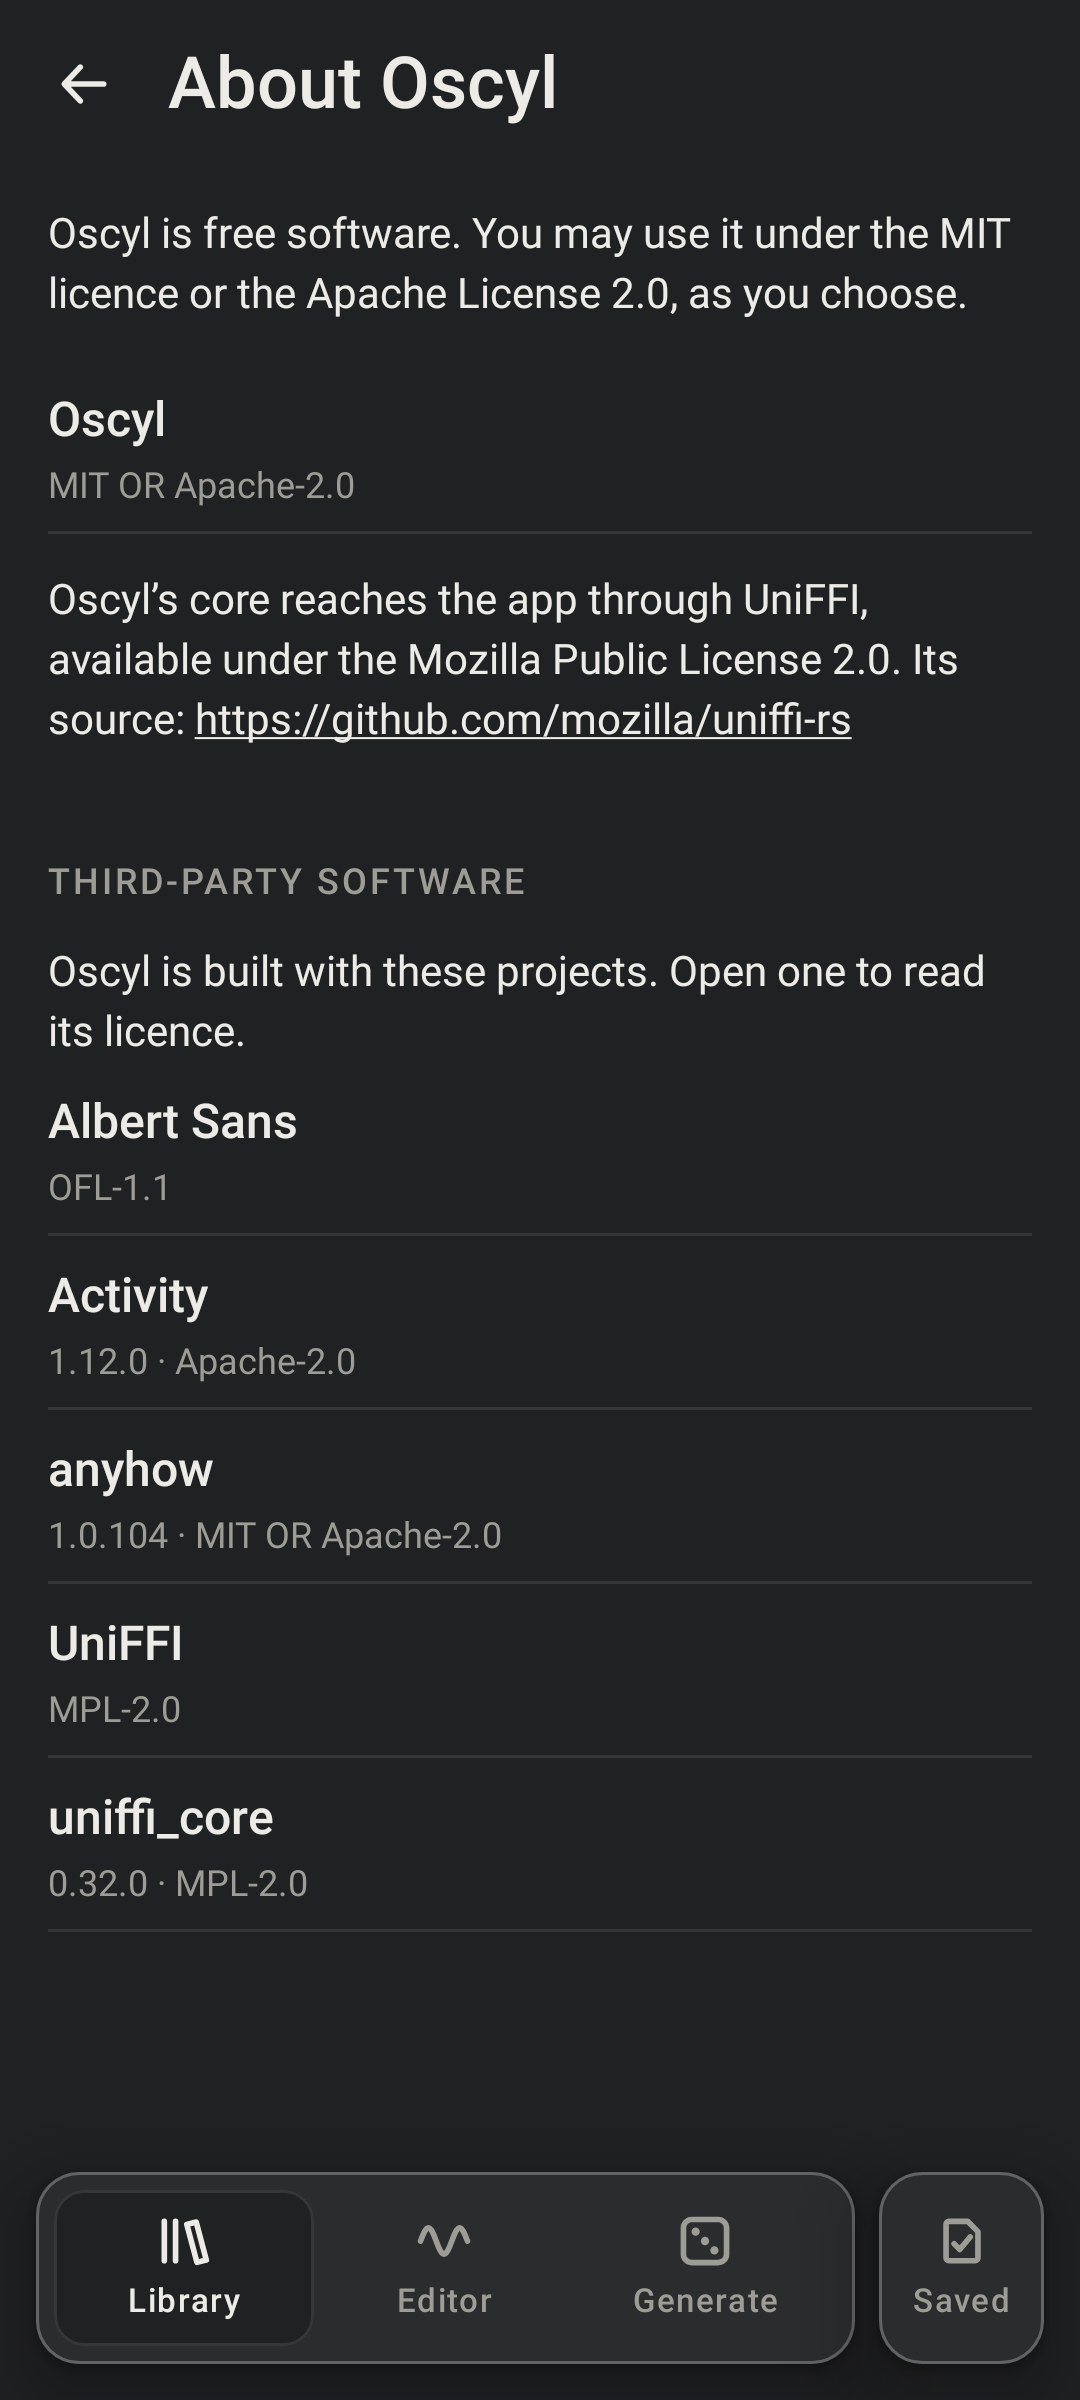 About Oscyl
Oscyl is free software. You may use it under the MIT
licence or the Apache License 2.0, as you choose.
Oscyl
MIT OR Apache-2.0
Oscyl’s core reaches the app through UniFFI,
available under the Mozilla Public License 2.0. Its
source: https://github.com/mozilla/uniffi-rs
THIRD-PARTY SOFTWARE
Oscyl is built with these projects. Open one to read
its licence.
Albert Sans
OFL-1.1
Activity
1.12.0 · Apache-2.0
anyhow
1.0.104 · MIT OR Apache-2.0
UniFFI
MPL-2.0
uniffi_core
0.32.0 · MPL-2.0
Library
Editor
Generate
Saved